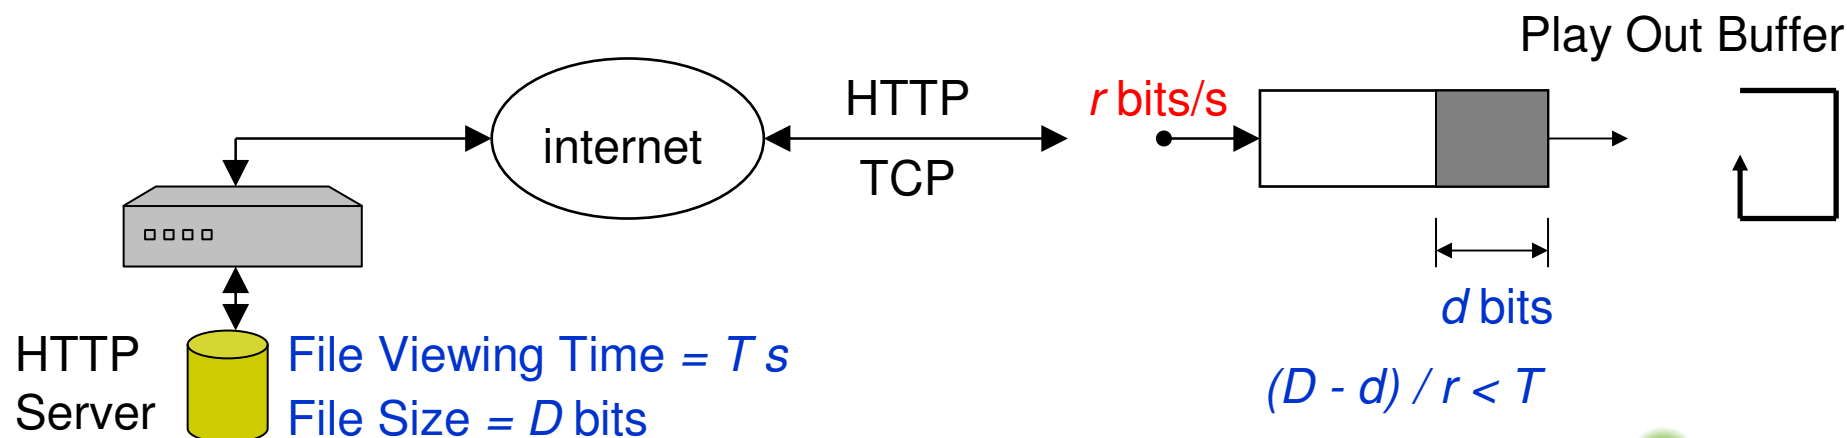 Play Out Buffer
HTTP
r bits/s
internet
TCP
d bits
HTTP
Server
File Viewing Time = T s
File Size = D bits
(D - d) / r < T